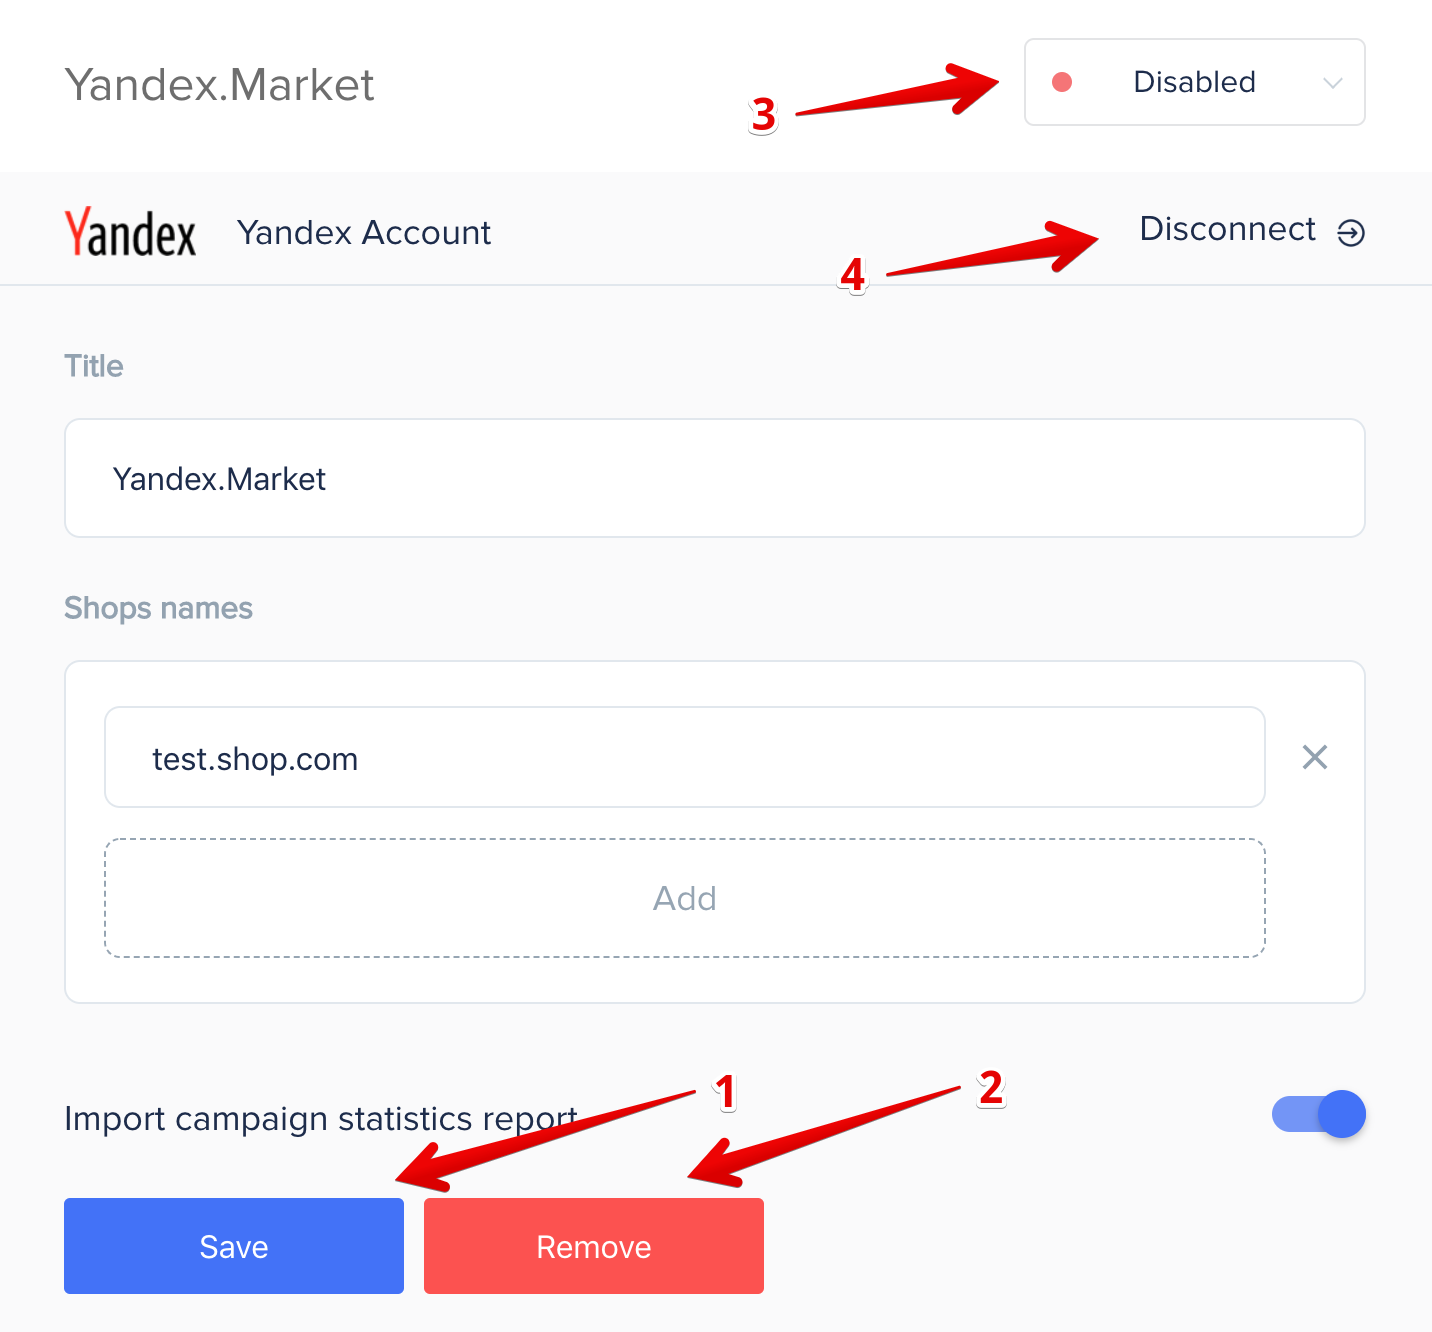 Yandex.Market
3
Disabled
Yandex
Yandex Account
4
Disconnect
Title
Yandex.Market
Shops names
test.shop.com
Add
1
2
Import campaign statistics report
Save
Remove